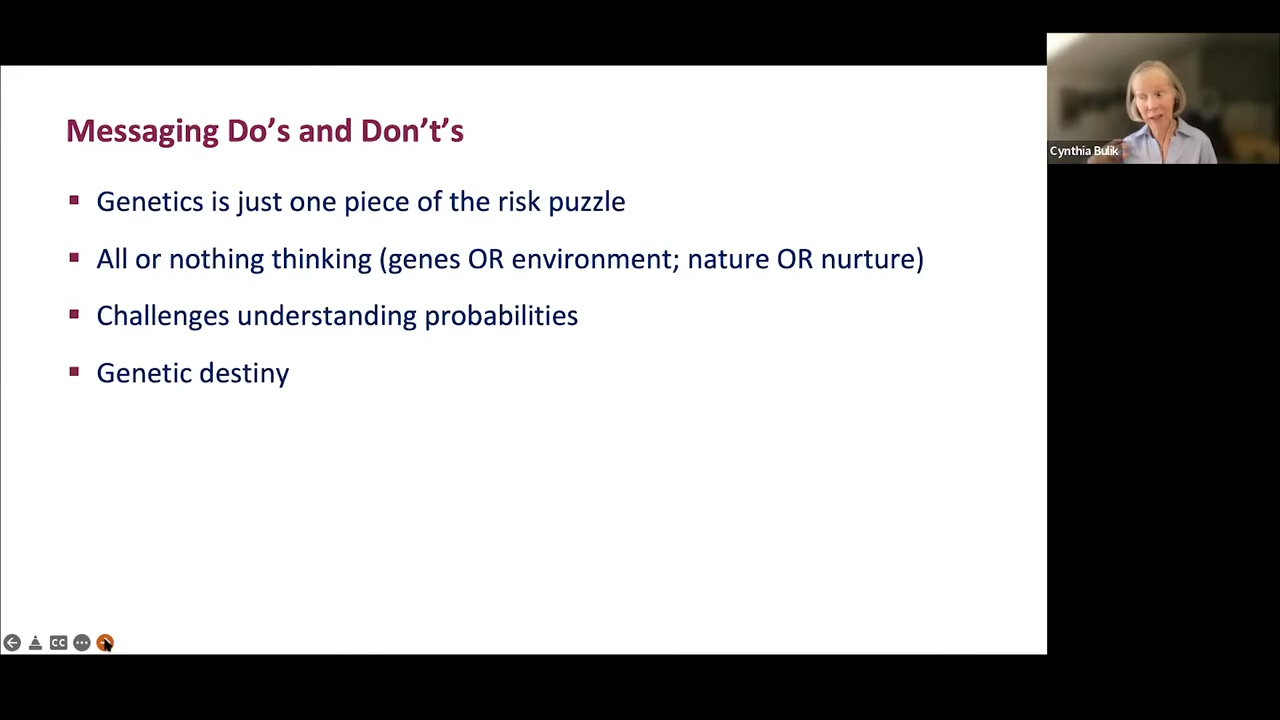 Messaging Do’s and Don’t’s
Genetics is just one piece of the risk puzzle
All or nothing thinking (genes OR environment; nature OR nurture)
Challenges understanding probabilities
Genetic destiny
Cynthia Bulik
CC